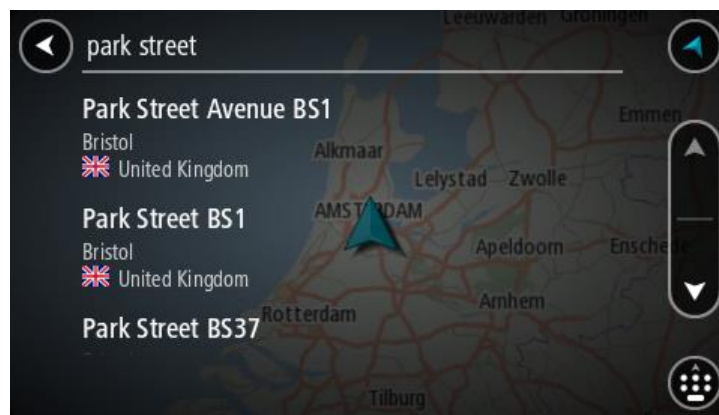 Leeuwarden Groningen
park street
Park Street Avenue BS1
Bristol
United Kingdom
Emmen
Alkmaar
Lelystad Zwolle
Park Street BS1
Bristol
United Kingdom
AMSTERDAM
Apeldoorn Enschede
Arnhem
Rotterdam
Park Street BS37
Tilburg